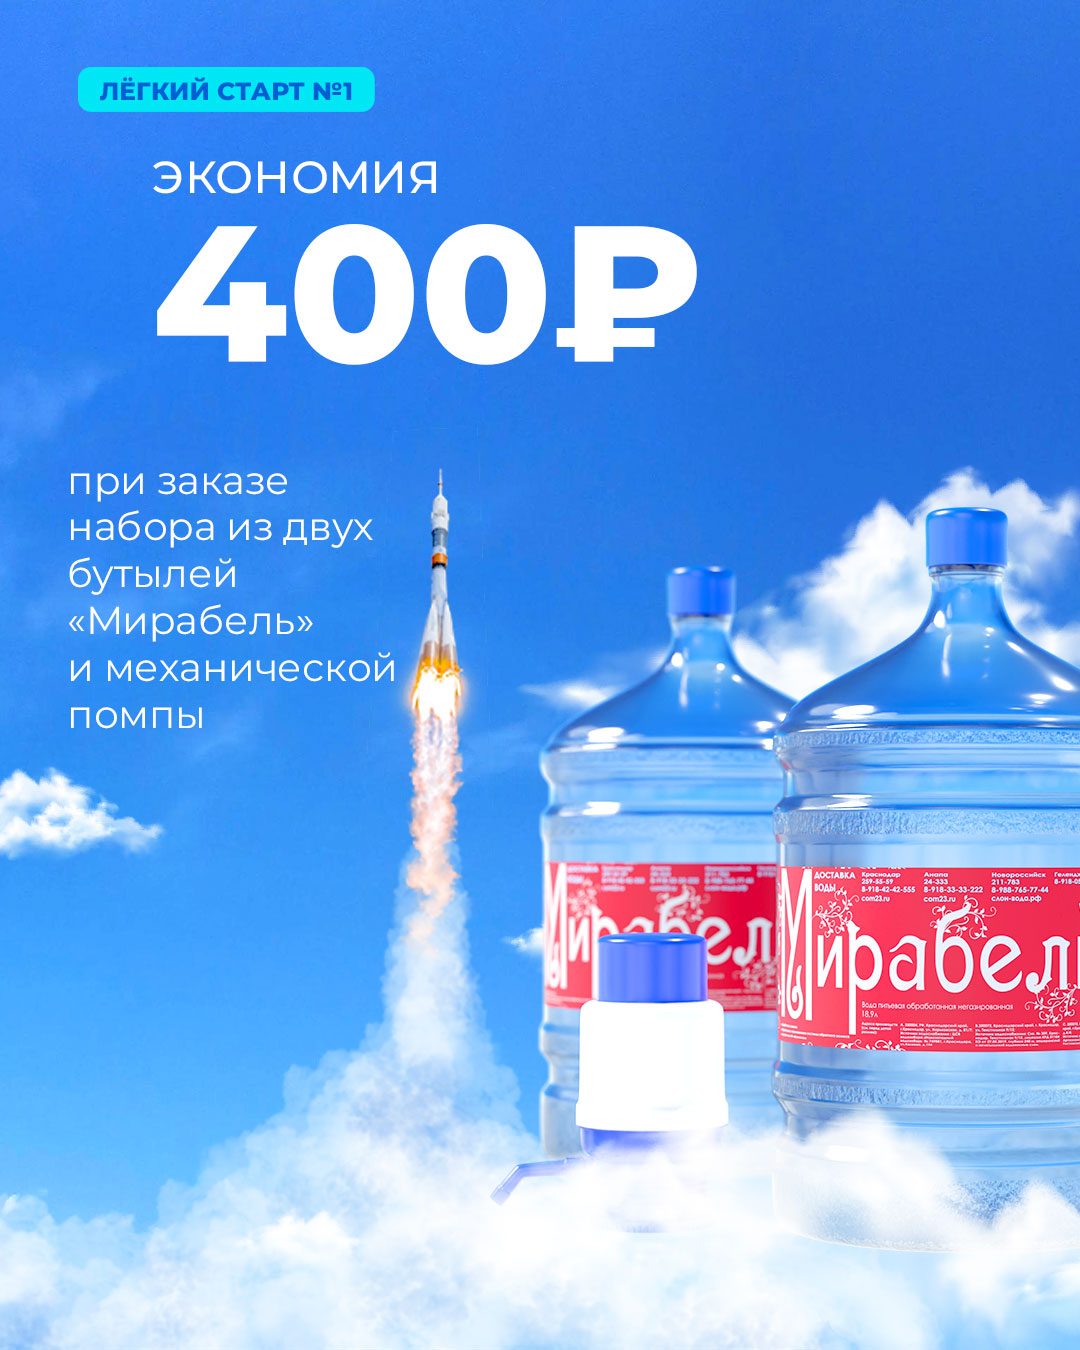 ЛЁГКИЙ СТАРТ №1
ЭКОНОМИЯ
400₽
при заказе
набора из двух
бутылей
«Мирабель»
и механической
помпы
ДОСТАВКА
ВОДЫ
Краснодар
259-55-59
8-918-42-42-555
com23.ru
Анапа
24-333
8-918-33-33-222
com23.ru
Новороссийск
211-783
8-988-765-77-44
слон-вода.рф
Мирабел
Мирабель
Вода питьевая обработанная негазированная
18,9л